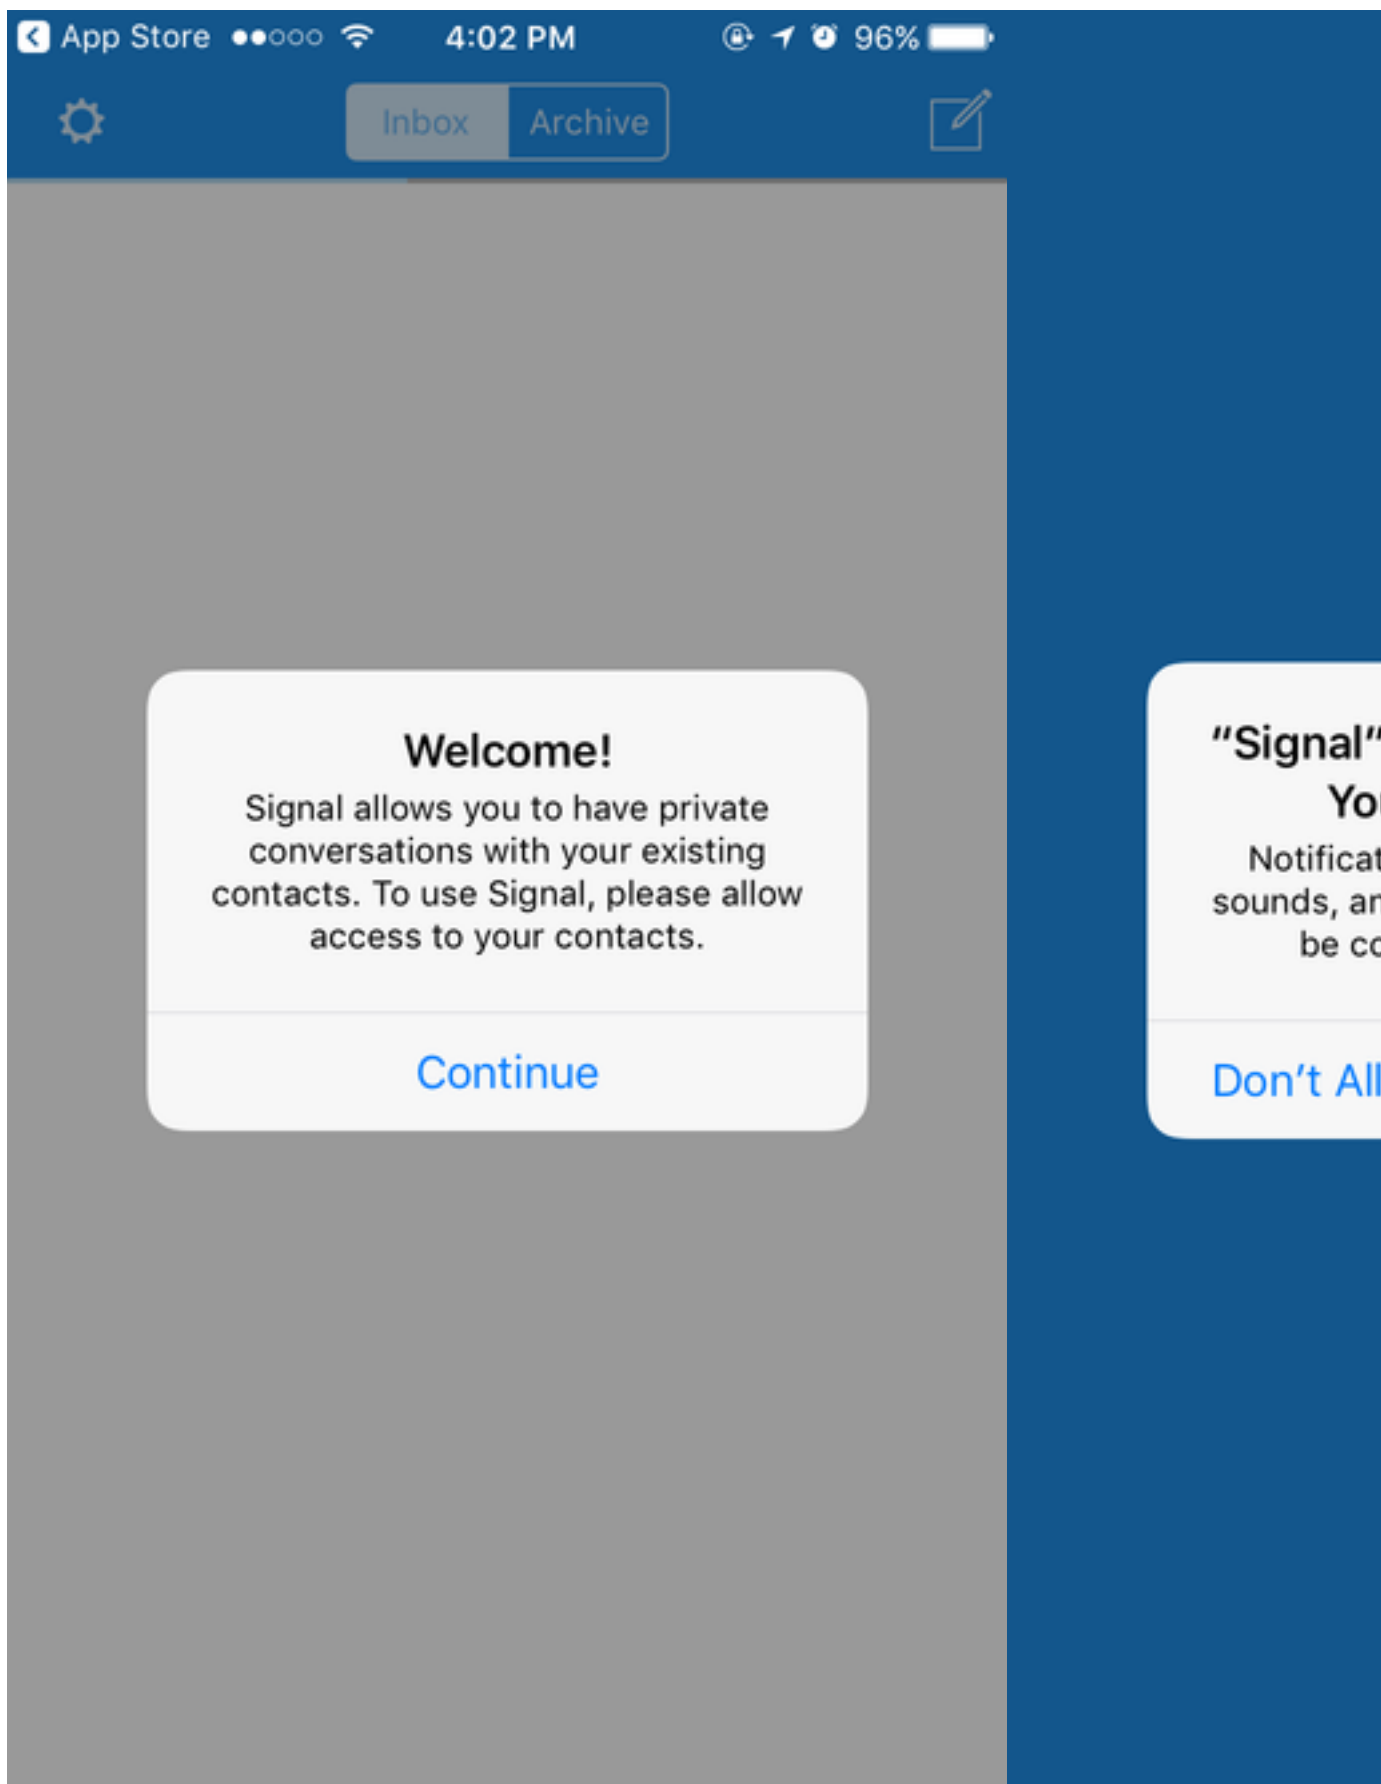 App Store 4:02 PM 96%
Inbox Archive
Welcome!
Signal allows you to have private
conversations with your existing
contacts. To use Signal, please allow
access to your contacts.
Continue
"Signal"
Notificat
sounds, an
be co
Don't All